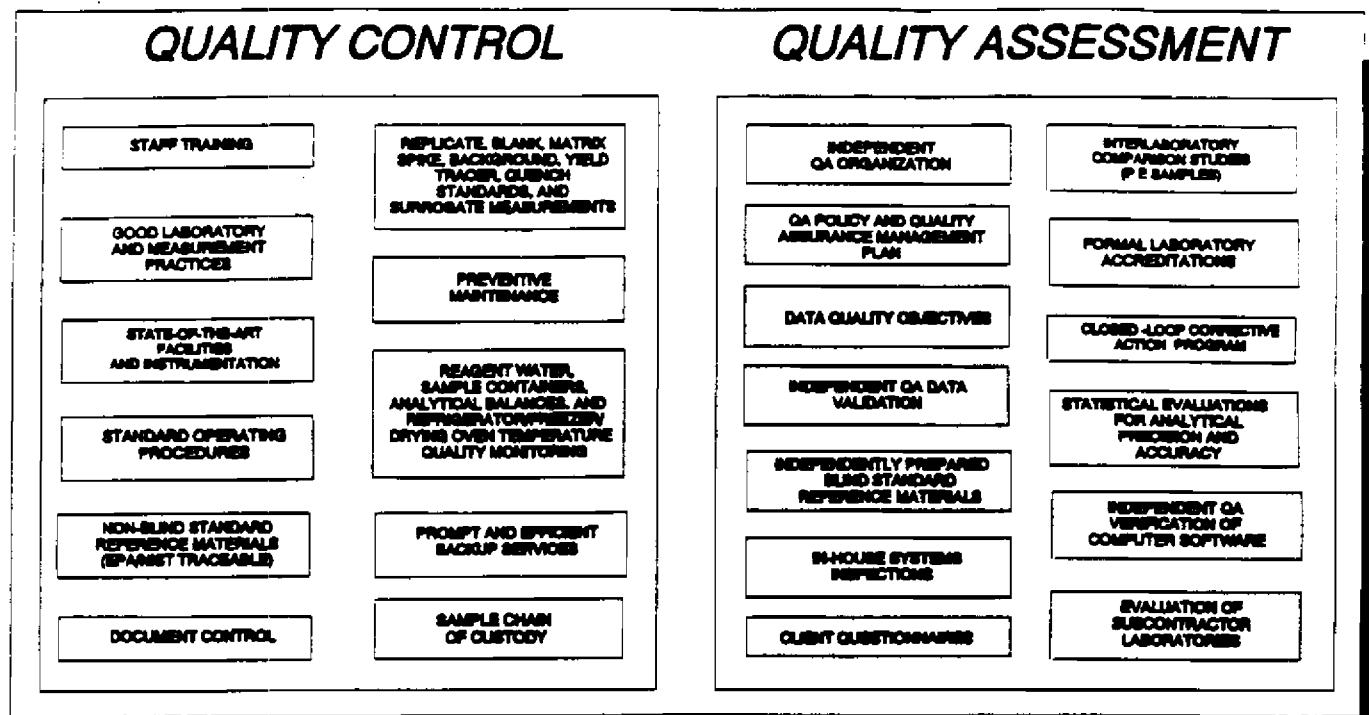 QUALITY CONTROL
STAFF TRAINING
GOOD LABORATORY
AND MEASUREMENT
PRACTICES
STATE-OF-THE-ART
FACILITIES
AND INSTRUMENTATION
STANDARD OPERATING
PROCEDURES
NON-BLIND STANDARD
REFERENCE MATERIALS
(EPA/NIST TRACEABLE)
DOCUMENT CONTROL
REPLICATE, BLANK, MATRIX
SPIKE, BACKGROUND, YIELD
TRACER, QUENCH
STANDARDS, AND
SURROGATE MEASUREMENTS
PREVENTIVE
MAINTENANCE
REAGENT WATER,
SAMPLE CONTAINERS,
ANALYTICAL BALANCES, AND
REFRIGERATOR/FREEZER/
DRYING OVEN TEMPERATURE
QUALITY MONITORING
PROMPT AND EFFICIENT
BACKUP SERVICES
SAMPLE CHAIN
OF CUSTODY
QUALITY ASSESSMENT
INDEPENDENT
QA ORGANIZATION
QA POLICY AND QUALITY
ASSURANCE MANAGEMENT
PLAN
DATA QUALITY OBJECTIVES
INDEPENDENT QA DATA
VALIDATION
INDEPENDENTLY PREPARED
BLIND STANDARD
REFERENCE MATERIALS
IN-HOUSE SYSTEMS
INSPECTIONS
CLIENT QUESTIONNAIRES
INTERLABORATORY
COMPARISON STUDIES
(P E SAMPLES)
FORMAL LABORATORY
ACCREDITATIONS
CLOSED -LOOP CORRECTIVE
ACTION PROGRAM
STATISTICAL EVALUATIONS
FOR ANALYTICAL
PRECISION AND
ACCURACY
INDEPENDENT QA
VERIFICATION OF
COMPUTER SOFTWARE
EVALUATION OF
SUBCONTRACTOR
LABORATORIES